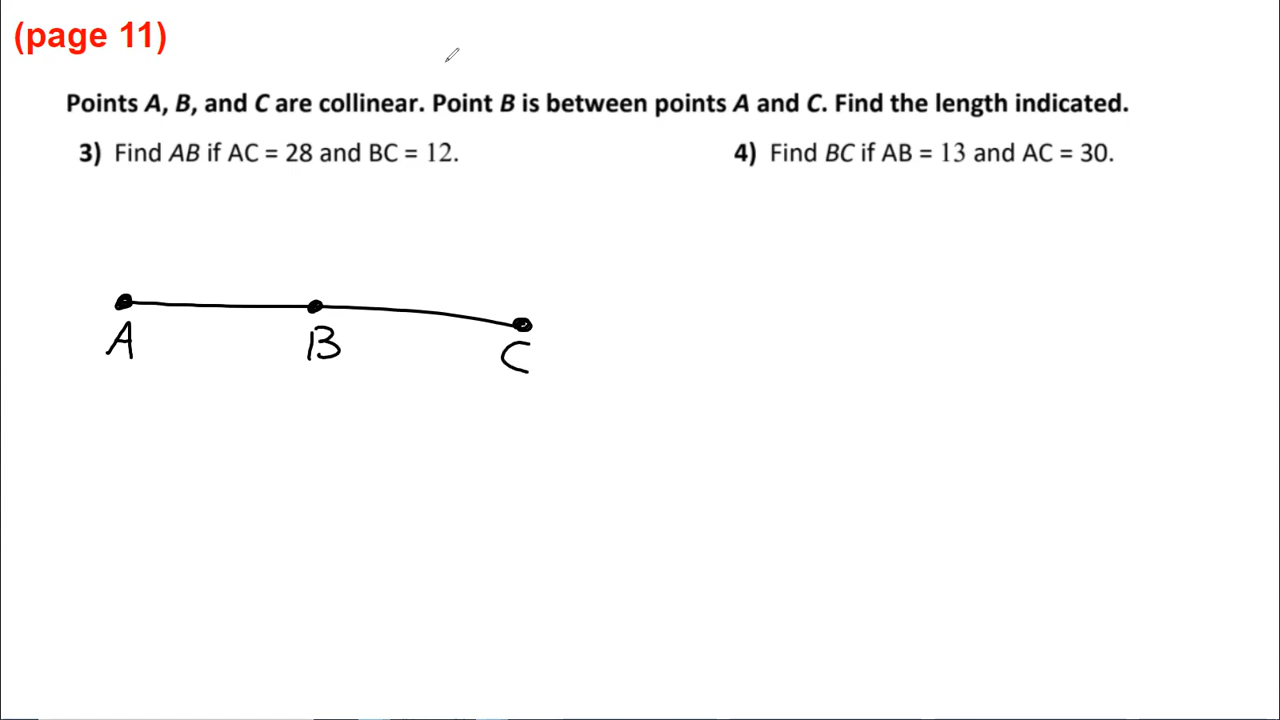 (page 11)
Points A, B, and C are collinear. Point B is between points A and C. Find the length indicated.
3) Find AB if AC = 28 and BC = 12.
4) Find BC if AB = 13 and AC = 30.
A B C